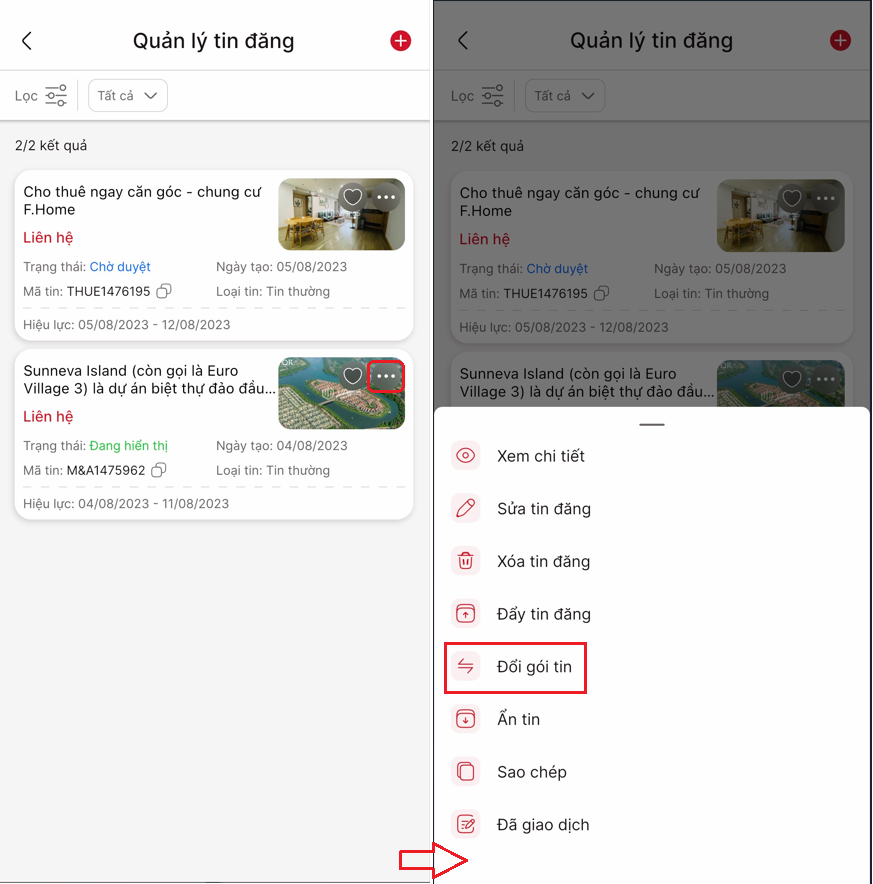 Quản lý tin đăng
Lọc
Tất cả
2/2 kết quả
Cho thuê ngay căn góc - chung cư
F.Home
Liên hệ
Trạng thái: Chờ duyệt
Ngày tạo: 05/08/2023
Mã tin: THUE1476195
Loại tin: Tin thường
Hiệu lực: 05/08/2023 - 12/08/2023
Sunneva Island (còn gọi là Euro
Village 3) là dự án biệt thự đảo đầu...
Liên hệ
Trạng thái: Đang hiển thị
Ngày tạo: 04/08/2023
Mã tin: M&A1475962
Loại tin: Tin thường
Hiệu lực: 04/08/2023 - 11/08/2023
Quản lý tin đăng
Lọc
Tất cả
2/2 kết quả
Cho thuê ngay căn góc - chung cư
F.Home
Liên hệ
Trạng thái: Chờ duyệt
Ngày tạo: 05/08/2023
Mã tin: THUE1476195
Loại tin: Tin thường
Hiệu lực: 05/08/2023 - 12/08/2023
Sunneva Island (còn gọi là Euro
Village 3) là dự án biệt thự đảo đầu...
Xem chi tiết
Sửa tin đăng
Xóa tin đăng
Đẩy tin đăng
Đổi gói tin
Ẩn tin
Sao chép
Đã giao dịch